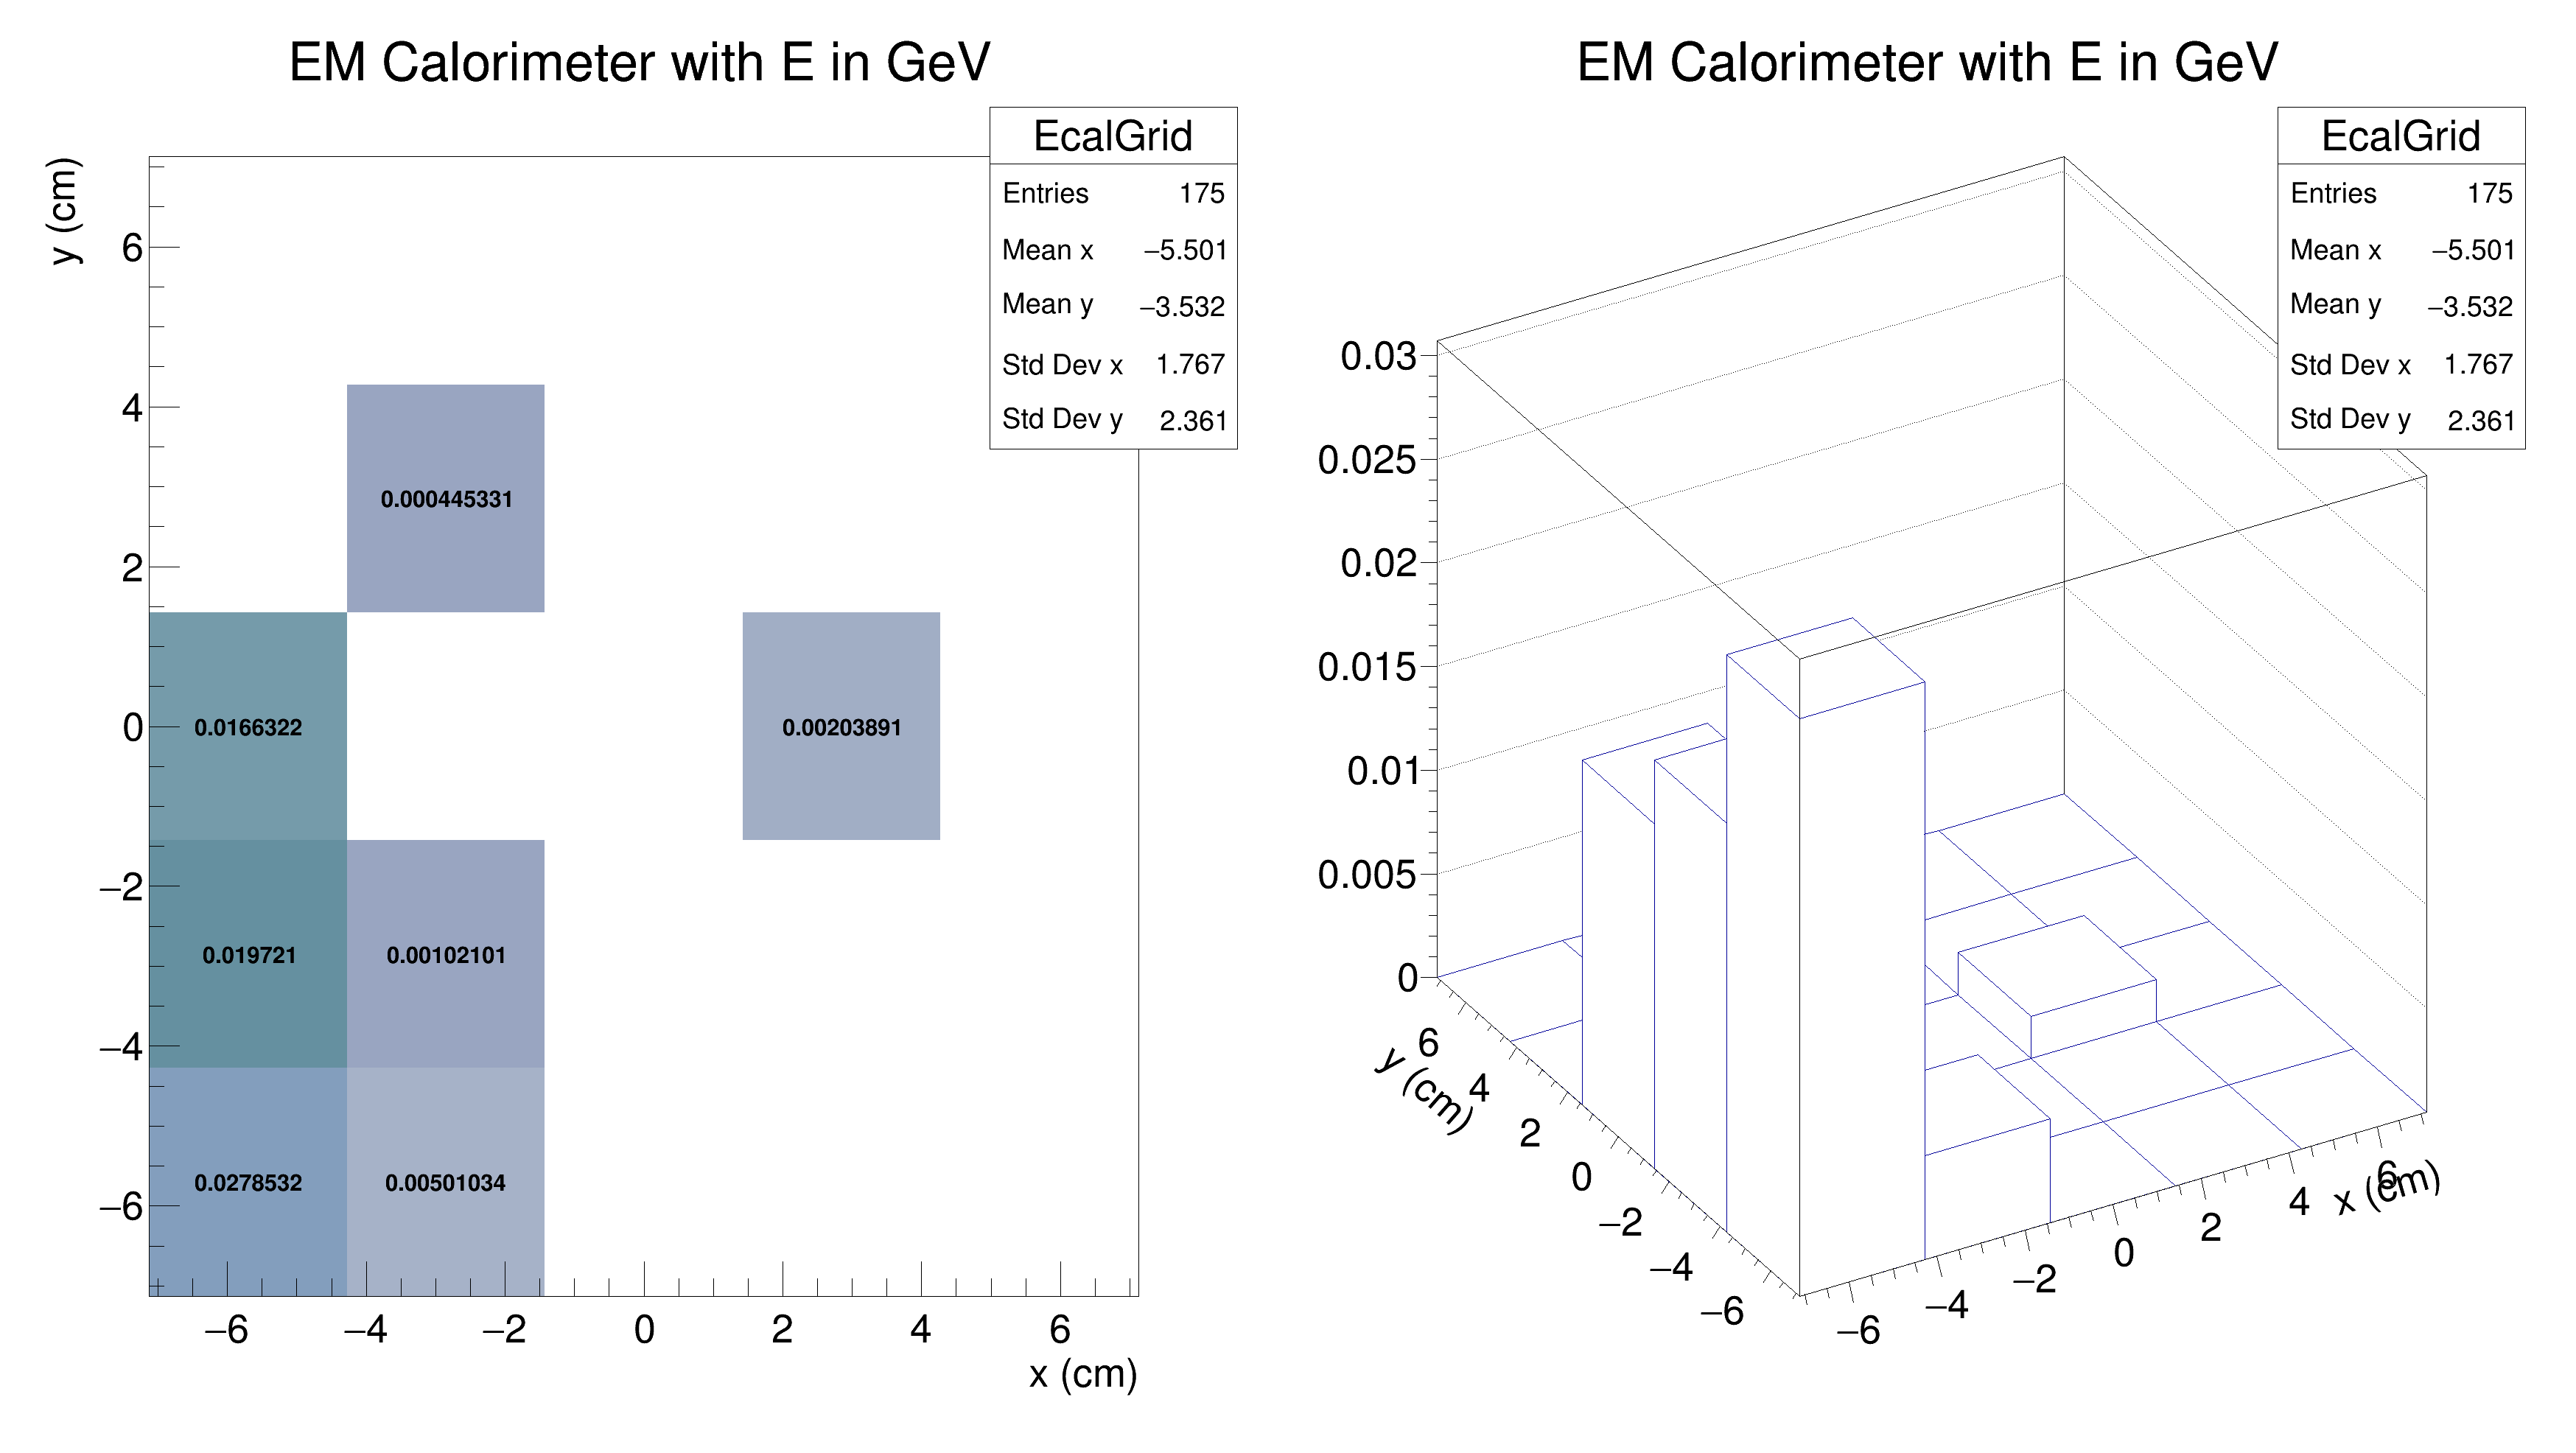 EM Calorimeter with E in GeV
EcalGrid
Entries 175
Mean x −5.501
Mean y −3.532
Std Dev x 1.767
Std Dev y 2.361
y (cm)
6
4
2
0
−2
−4
−6
0.000445331
0.0166322
0.00203891
0.019721
0.00102101
0.0278532
0.00501034
−6 −4 −2 0 2 4 6
x (cm)
EM Calorimeter with E in GeV
EcalGrid
Entries 175
Mean x −5.501
Mean y −3.532
Std Dev x 1.767
Std Dev y 2.361
0.03
0.025
0.02
0.015
0.01
0.005
0
6
4
2
0
−2
−4
−6
y (cm)
−6
−4
−2
0
2
4
6
x (cm)